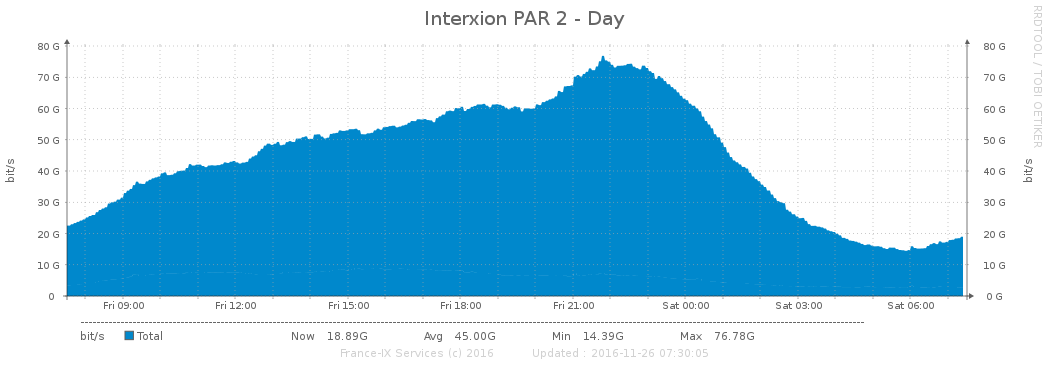 Interxion PAR 2 - Day
RRDTOOL / TOBI OETIKER
80 G 80 G
70 G 70 G
60 G 60 G
50 G 50 G
40 G 40 G
30 G 30 G
20 G 20 G
10 G 10 G
0 0 G
bit/s bit/s
Fri 09:00 Fri 12:00 Fri 15:00 Fri 18:00 Fri 21:00 Sat 00:00 Sat 03:00 Sat 06:00
bit/s Total Now 18.89G Avg 45.00G Min 14.39G Max 76.78G
France-IX Services (c) 2016 Updated : 2016-11-26 07:30:05